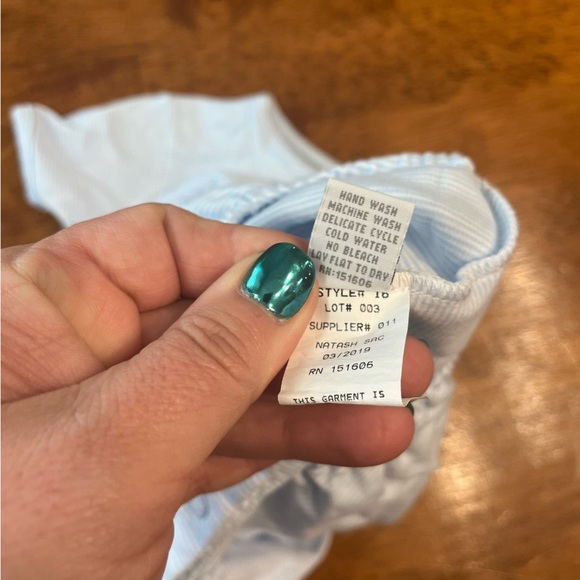 HAND WASH
MACHINE WASH
DELICATE CYCLE
COLD WATER
NO BLEACH
LAY FLAT TO DRY
RN:151606
STYLE# 16
LOT# 003
SUPPLIER# 011
NATASH SAC
03/2019
RN 151606
THIS GARMENT IS